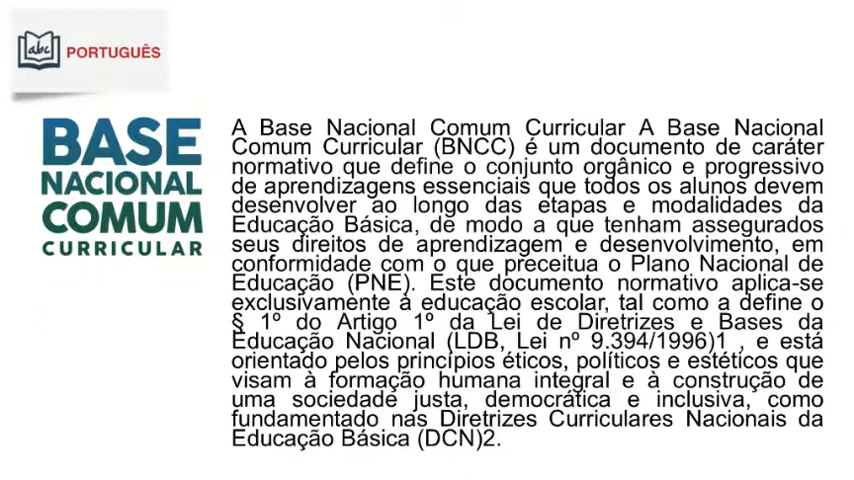 abc PORTUGUÊS
BASE
NACIONAL
COMUM
CURRICULAR
A Base Nacional Comum Curricular A Base Nacional
Comum Curricular (BNCC) é um documento de caráter
normativo que define o conjunto orgânico e progressivo
de aprendizagens essenciais que todos os alunos devem
desenvolver ao longo das etapas e modalidades da
Educação Básica, de modo a que tenham assegurados
seus direitos de aprendizagem e desenvolvimento, em
conformidade com o que preceitua o Plano Nacional de
Educação (PNE). Este documento normativo aplica-se
exclusivamente à educação escolar, tal como a define o
§ 1º do Artigo 1º da Lei de Diretrizes e Bases da
Educação Nacional (LDB, Lei nº 9.394/1996)1 , e está
orientado pelos princípios éticos, políticos e estéticos que
visam à formação humana integral e à construção de
uma sociedade justa, democrática e inclusiva, como
fundamentado nas Diretrizes Curriculares Nacionais da
Educação Básica (DCN)2.